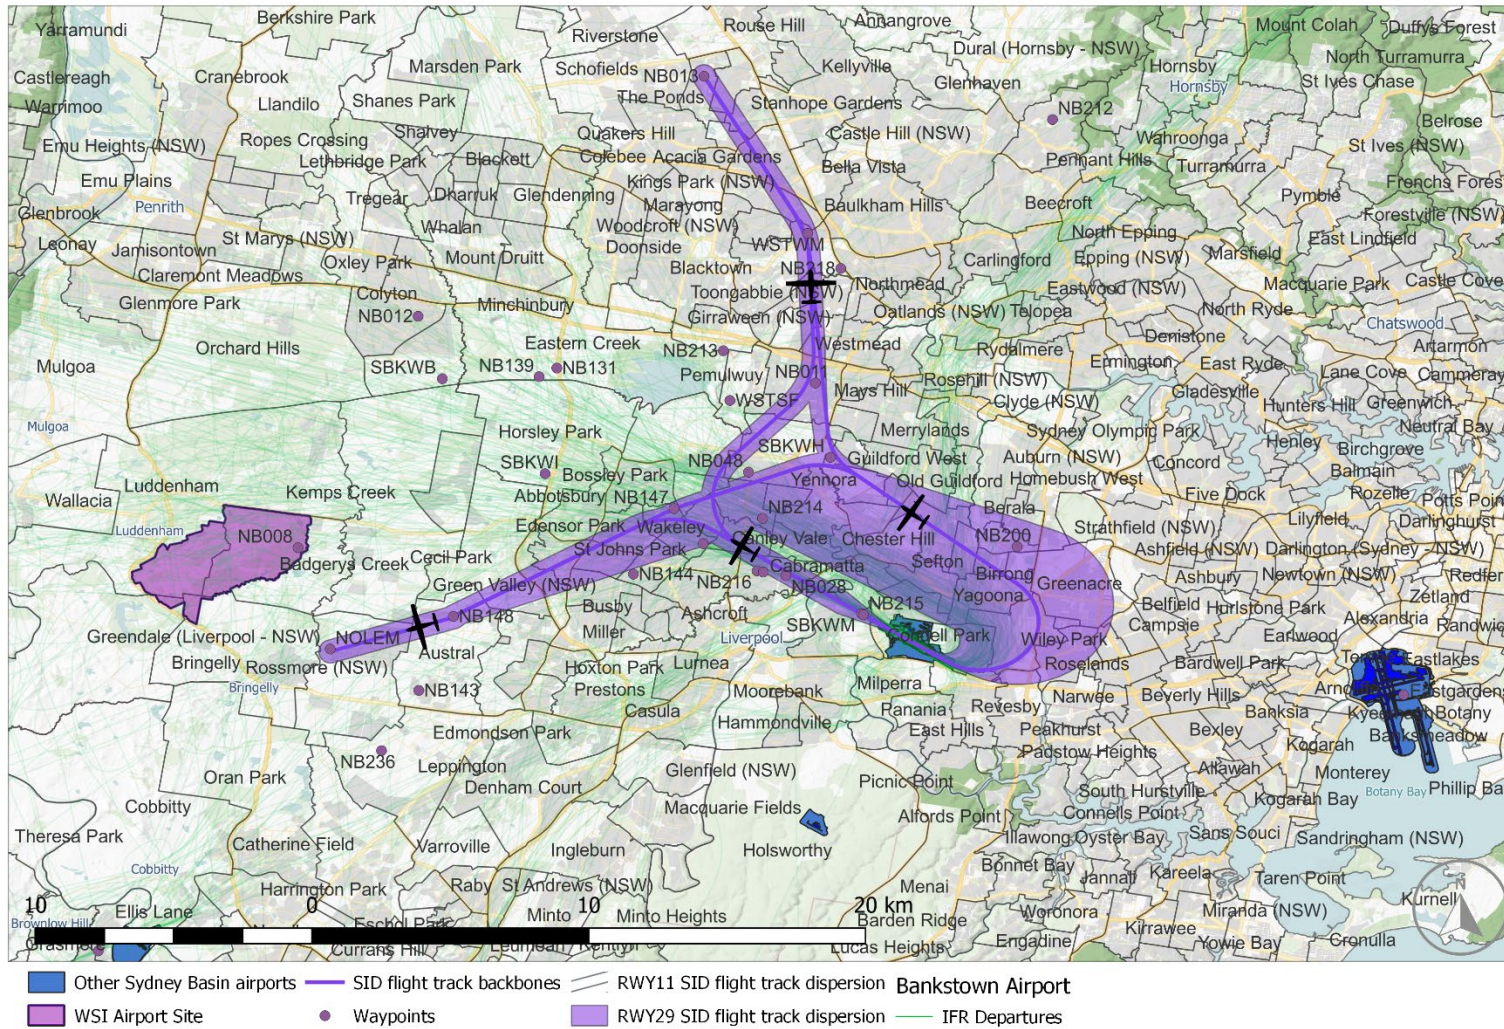 Berkshire Park
Rouse Hill
Annangrove
Mount Colah
Duffys Forest
Yarramundi
Riverstone
Dural (Hornsby - NSW)
North Turramurra
Castlereagh
Cranebrook
Marsden Park
Schofields
NB013
Kellyville
Glenhaven
Hornsby
St Ives Chase
Hornsby
Warrimoo
Llandilo
Shanes Park
The Ponds
Stanhope Gardens
NB212
Belrose
Emu Heights (NSW)
Ropes Crossing
Shalvey
Quakers Hill
Castle Hill (NSW)
Wahroonga
St Ives (NSW)
Lethbridge Park
Blackett
Colebee
Acacia Gardens
Bella Vista
Pennant Hills
Turramurra
Emu Plains
Tregear
Dharruk
Glendenning
Kings Park (NSW)
Pymble
Frenchs Fores
Glenbrook
Penrith
Whalan
Marayong
Baulkham Hills
Beecroft
Forestville (NSW)
Leonay
Jamisontown
St Marys (NSW)
Woodcroft (NSW)
Doonside
WSTWM
North Epping
East Lindfield
Claremont Meadows
Oxley Park
Mount Druitt
Blacktown
NB218
Carlingford
Epping (NSW)
Marsfield
Macquarie Park
Castle Cove
Glenmore Park
Colyton
Minchinbury
Toongabbie (NSW)
Northmead
Eastwood (NSW)
NB012
Girraween (NSW)
Oatlands (NSW)
Telopea
North Ryde
Chatswood
Orchard Hills
Eastern Creek
NB213
Westmead
Rydalmere
Denistone
Artarmon
Mulgoa
SBKWB
NB139
NB131
Pemulwuy
NB011
Mays Hill
Rosehill (NSW)
Ermington
East Ryde
Lane Cove
Cammeray
WSTSF
Clyde (NSW)
Gladesville
Hunters Hill
Greenwich
Mulgoa
Horsley Park
SBKWH
Merrylands
Sydney Olympic Park
Henley
Neutral Bay
Birchgrove
SBKWI
Bossley Park
NB048
Guildford West
Auburn (NSW)
Concord
Balmain
Luddenham
Kemps Creek
Abbotsbury
NB147
Yennora
Old Guildford
Homebush West
Five Dock
Rozelle
Potts Poin
Wallacia
Berala
Lilyfield
Darlinghurst
Luddenham
NB008
Edensor Park
Wakeley
NB214
Strathfield (NSW)
Canley Vale
Chester Hill
NB200
Ashfield (NSW)
Darlington (Sydney - NSW)
Badgerys Creek
Cecil Park
St Johns Park
Cabramatta
Sefton
Birrong
Greenacre
Ashbury
Newtown (NSW)
Redfer
Green Valley (NSW)
NB144
NB216
NB028
Yagoona
Zetland
Belfield
Hurlstone Park
Alexandria
NB148
Busby
Ashcroft
NB215
Campsie
Randwic
Greendale (Liverpool - NSW)
NOLEM
Miller
Liverpool
SBKWM
Condell Park
Wiley Park
Earlwood
Bringelly
Rossmore (NSW)
Austral
Hoxton Park
Lurnea
Roselands
Bardwell Park
Eastlakes
Bringelly
NB143
Prestons
Moorebank
Milperra
Narwee
Beverly Hills
Eastgardens
Casula
Panania
Revesby
Banksia
Botany
Edmondson Park
Hammondville
East Hills
Peakhurst
Bexley
Banksmeadow
NB236
Leppington
Padstow Heights
Kogarah
Oran Park
Glenfield (NSW)
Picnic Point
Allawah
Monterey
Denham Court
South Hurstville
Botany Bay
Phillip Ba
Cobbitty
Macquarie Fields
Alfords Point
Connells Point
Kogarah Bay
Theresa Park
Illawong
Oyster Bay
Sans Souci
Sandringham (NSW)
Catherine Field
Varroville
Ingleburn
Holsworthy
Bonnet Bay
Cobbitty
Jannali
Kareela
Taren Point
Harrington Park
Raby
St Andrews (NSW)
Menai
Kurnell
10
0
10
20 km
N
Brownlow Hill
Ellis Lane
Minto
Minto Heights
Barden Ridge
Woronora
Miranda (NSW)
Kirrawee
Lucas Heights
Engadine
Yowie Bay
Cronulla
Other Sydney Basin airports
SID flight track backbones
RWY11 SID flight track dispersion
Bankstown Airport
WSI Airport Site
Waypoints
RWY29 SID flight track dispersion
IFR Departures